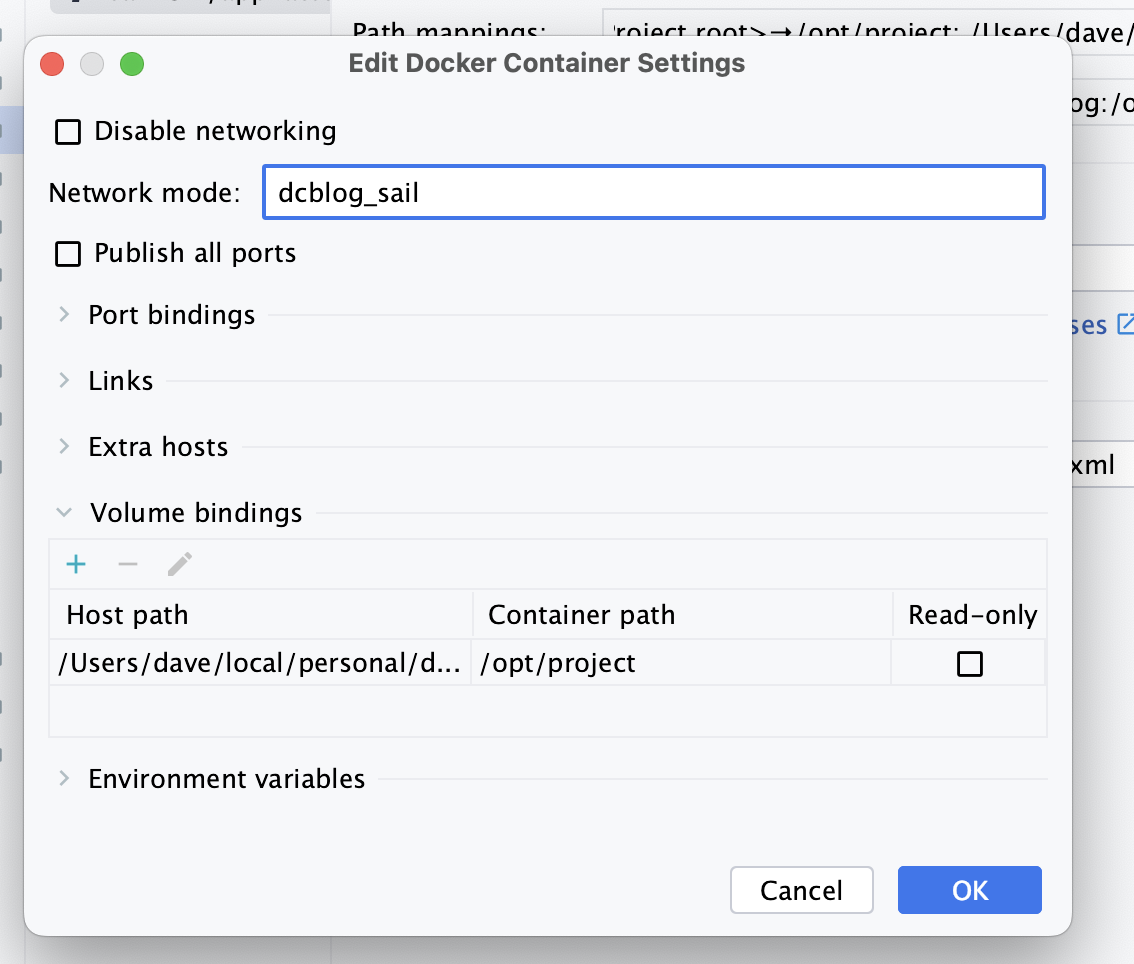 Path mappings:
roject root>→/opt/project; /Users/dave/
Edit Docker Container Settings
og:/o
Disable networking
Network mode: dcblog_sail
Publish all ports
Port bindings
ses
Links
Extra hosts
xml
Volume bindings
Host path Container path Read-only
/Users/dave/local/personal/d... /opt/project
Environment variables
Cancel OK